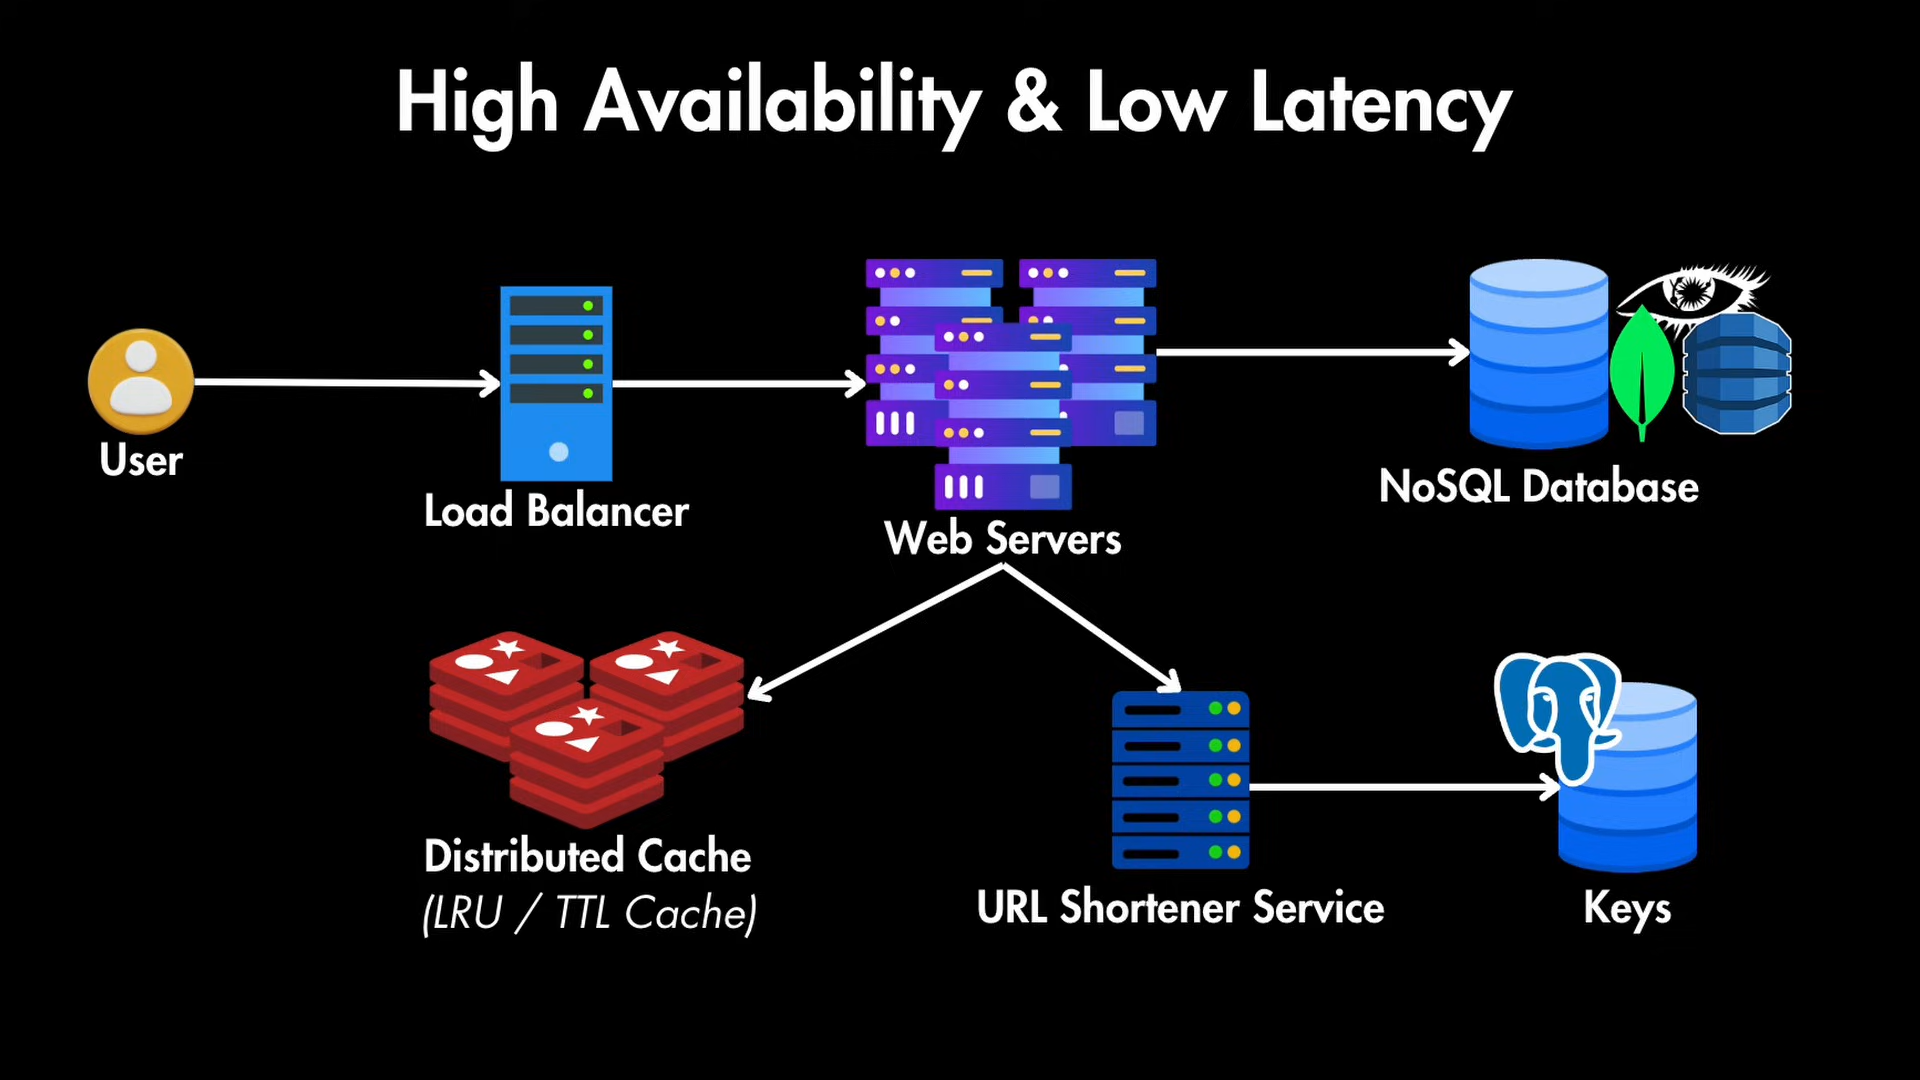 High Availability & Low Latency
User
Load Balancer
Web Servers
NoSQL Database
Distributed Cache
(LRU / TTL Cache)
URL Shortener Service
Keys